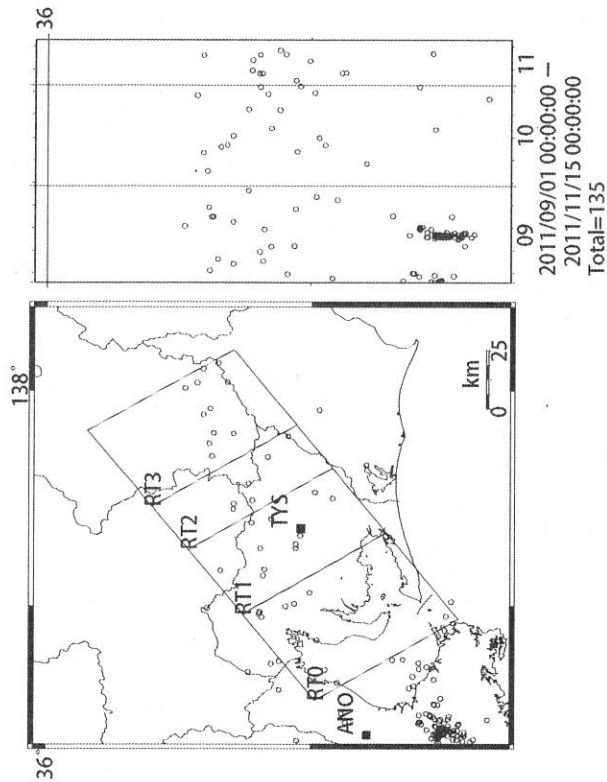 138°
36°
36
RT3
RT2
RT1
RT0
TYS
ANO
km
0 25
09 10 11
2011/09/01 00:00:00 —
2011/11/15 00:00:00
Total=135